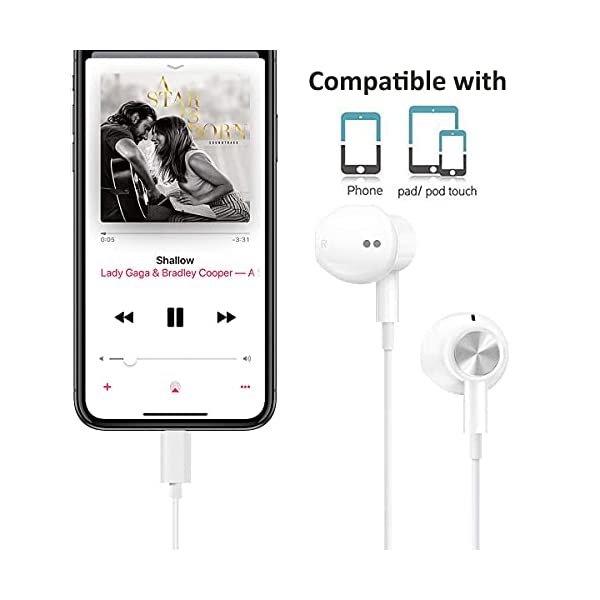 A
STAR
IS
BORN
SOUNDTRACK
0:05
-3:31
Shallow
Lady Gaga & Bradley Cooper — A
Compatible with
Phone
pad/ pod touch
R